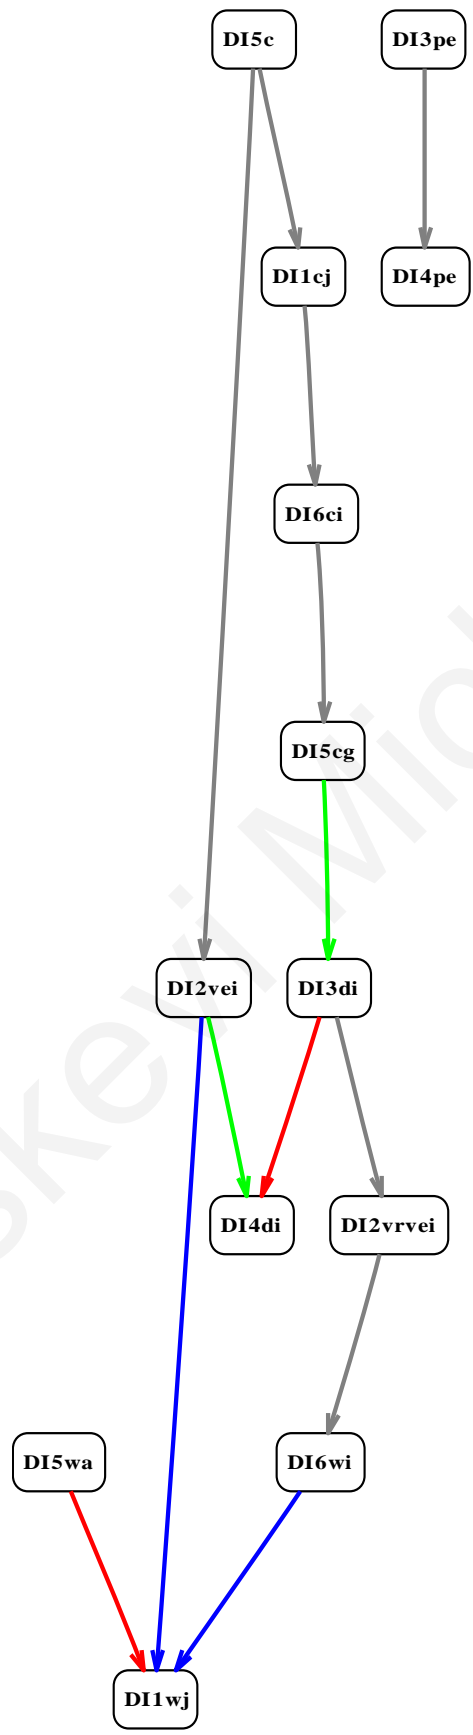 DI5c DI3pe
DI1cj DI4pe
DI6ci
DI5cg
DI2vei DI3di
DI4di DI2vrvei
DI5wa DI6wi
DI1wj